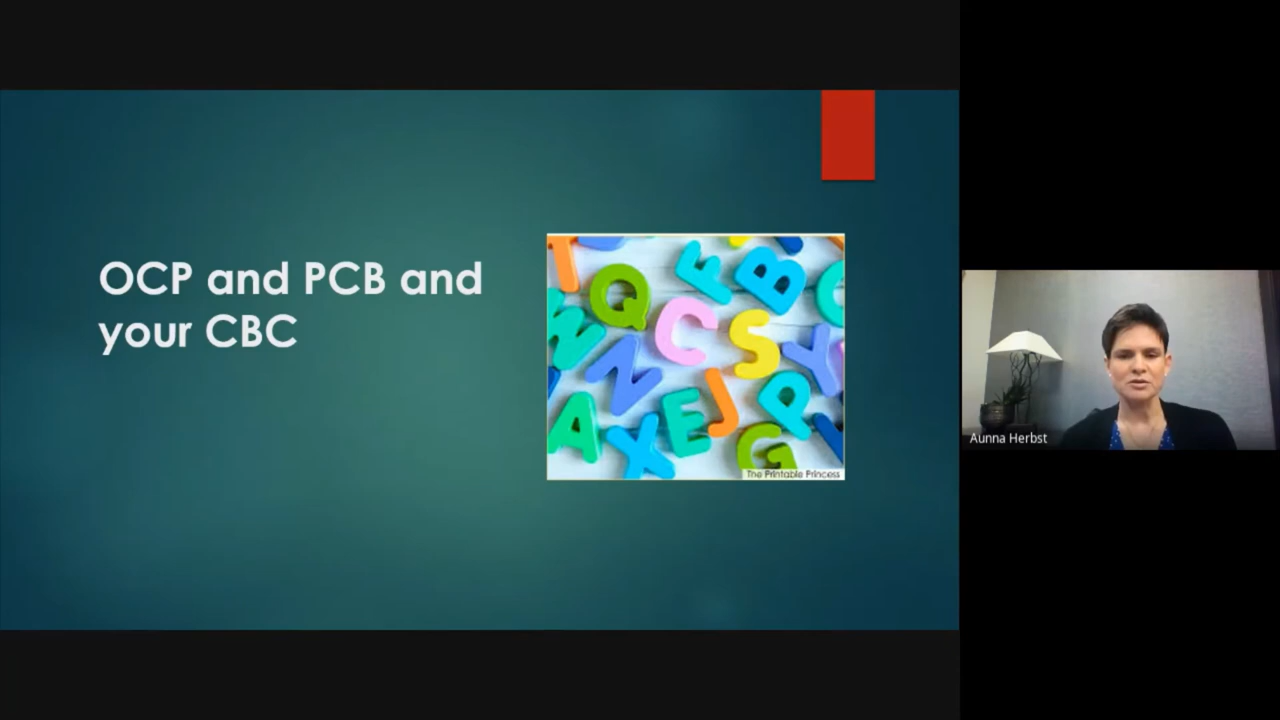 OCP and PCB and
your CBC
T
F
B
Q
C
C
W
S
Y
N
J
P
A
E
X
G
The Printable Princess
Aunna Herbst